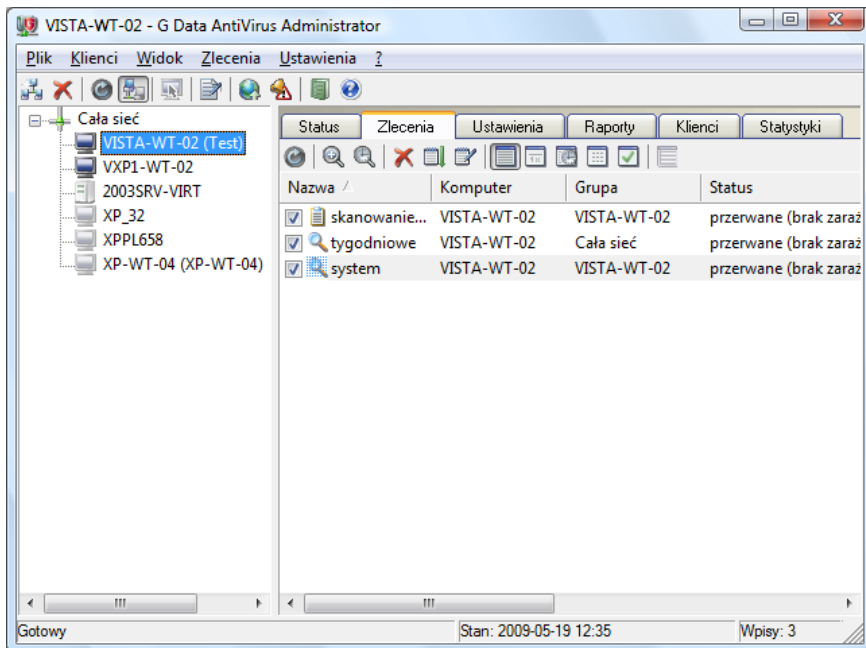 VISTA-WT-02 - G Data AntiVirus Administrator
Plik Klienci Widok Zlecenia Ustawienia ?
Cała sieć
VISTA-WT-02 (Test)
VXP1-WT-02
2003SRV-VIRT
XP_32
XPPL658
XP-WT-04 (XP-WT-04)
Status Zlecenia Ustawienia Raporty Klienci Statystyki
Nazwa Komputer Grupa Status
skanowanie... VISTA-WT-02 VISTA-WT-02 przerwane (brak zaraż
tygodniowe VISTA-WT-02 Cała sieć przerwane (brak zaraż
system VISTA-WT-02 VISTA-WT-02 przerwane (brak zaraż
Gotowy Stan: 2009-05-19 12:35 Wpisy: 3